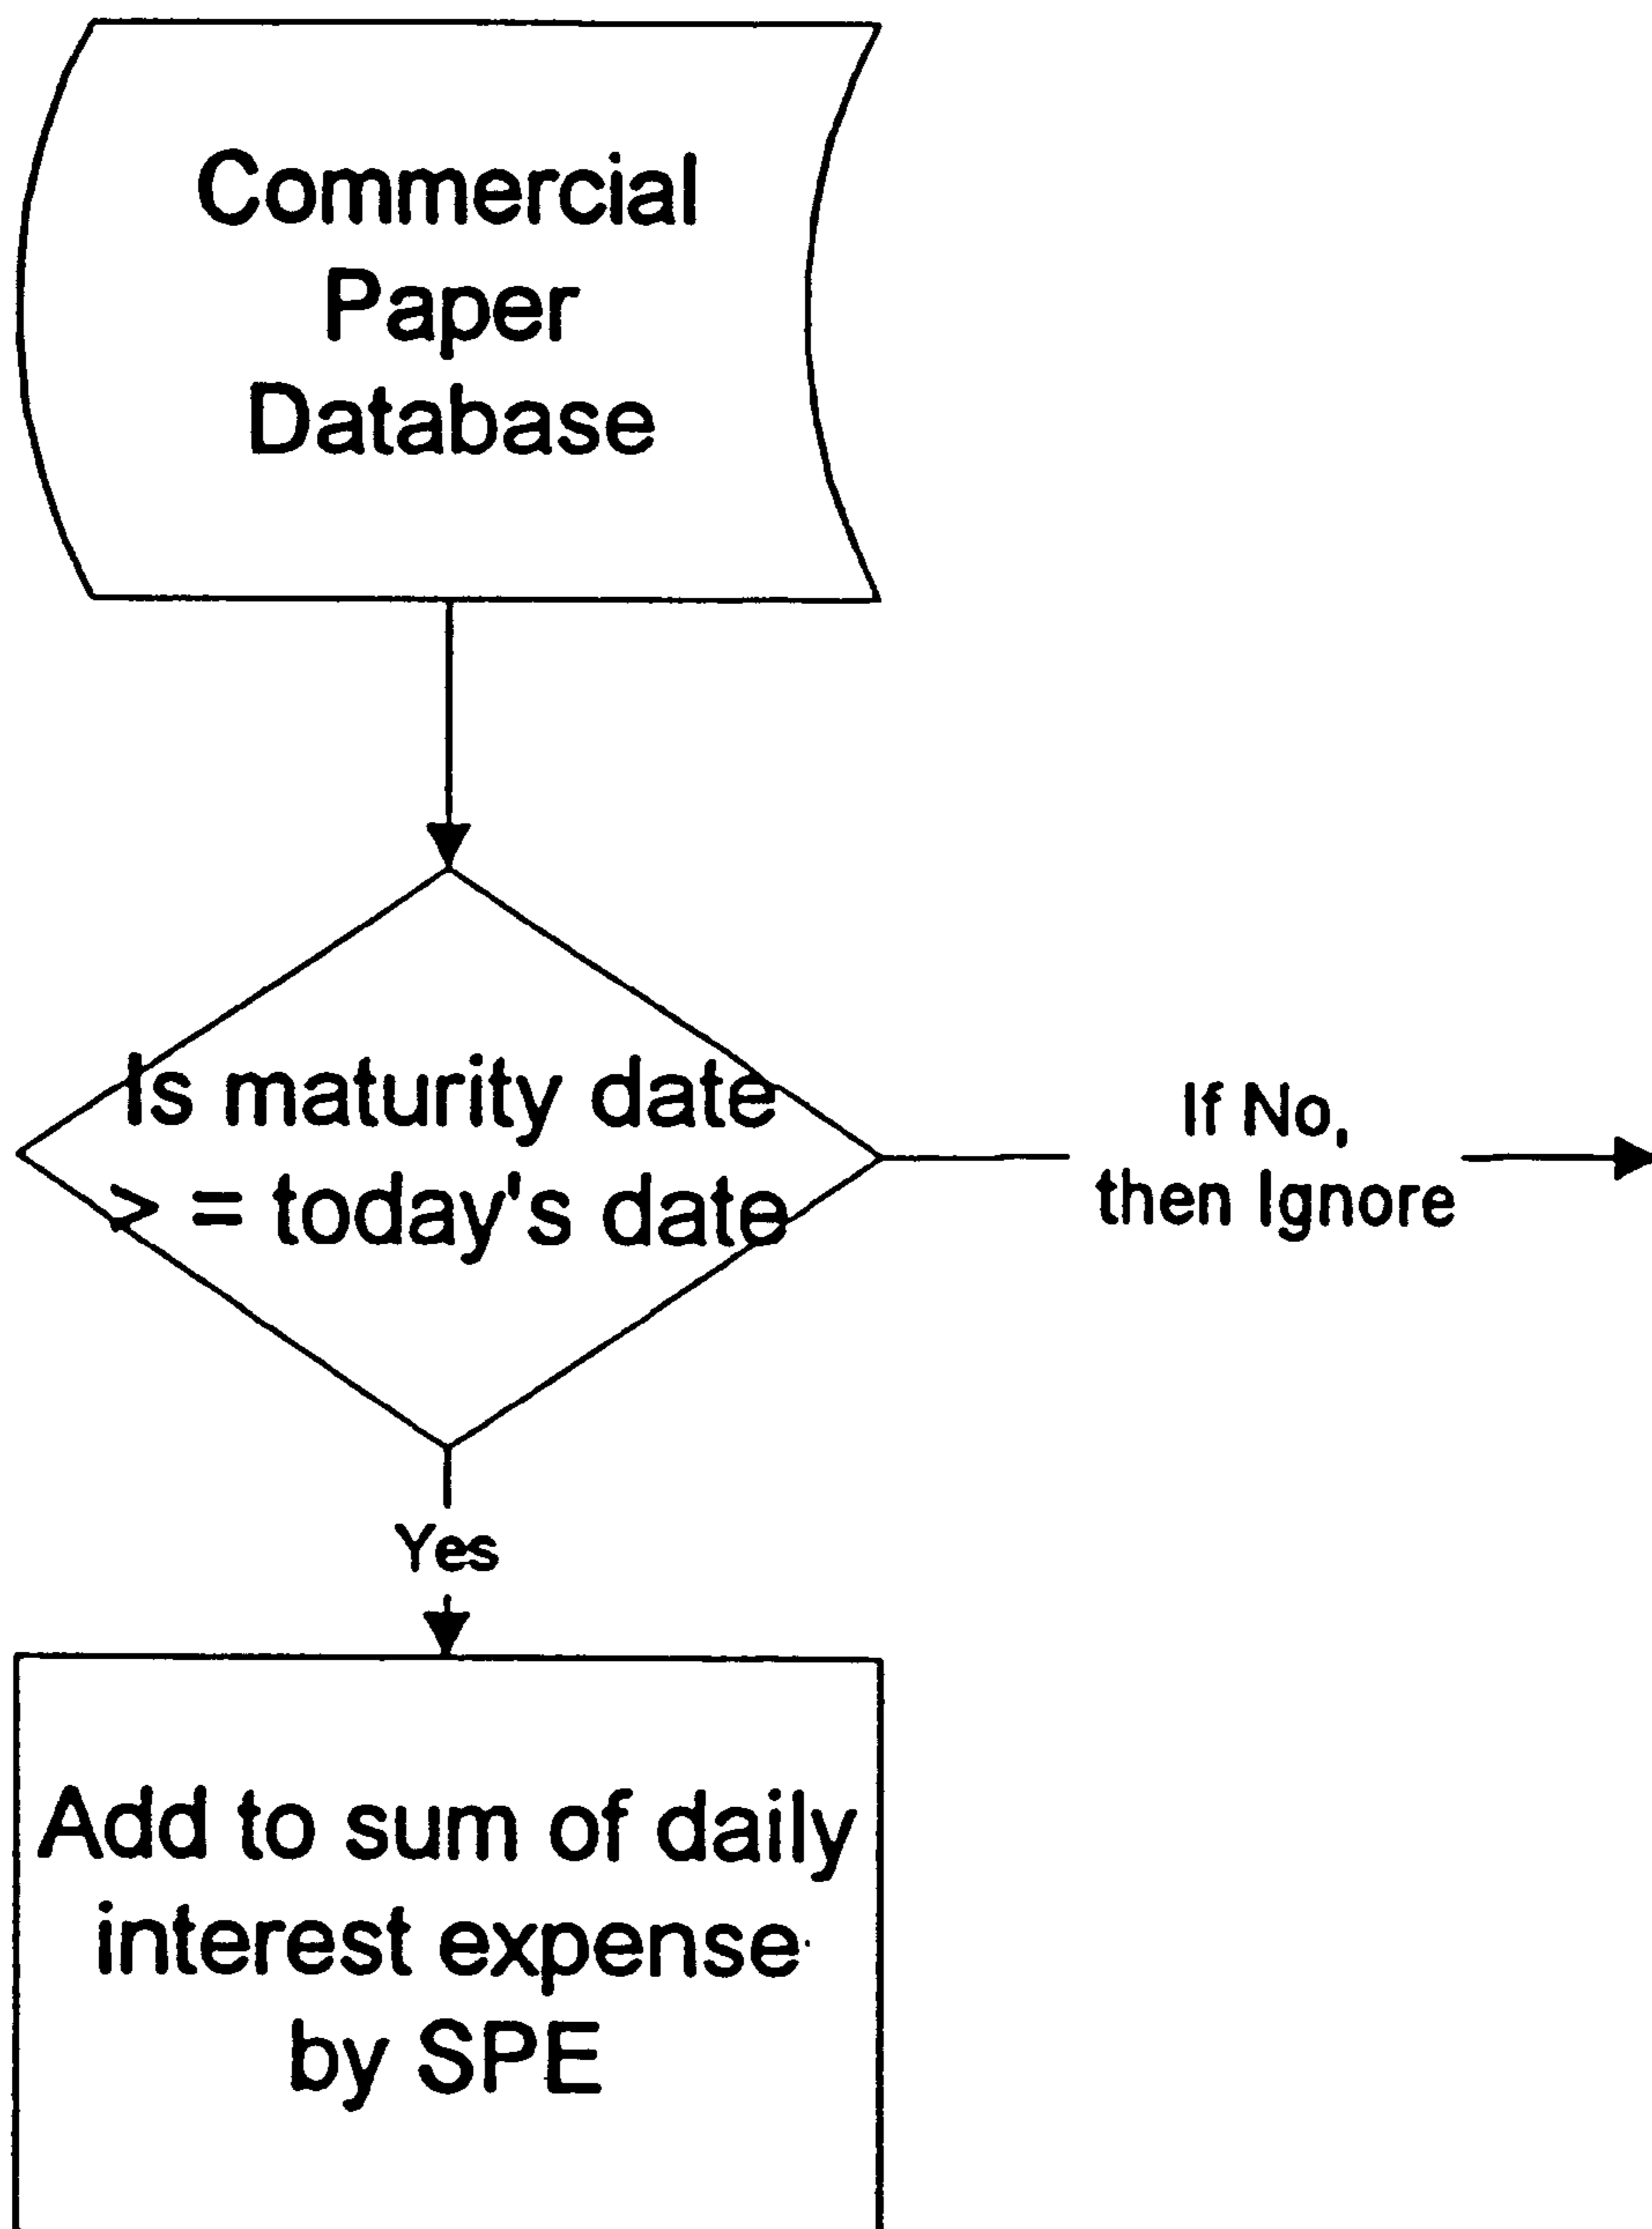 Commercial
Paper
Database
Is maturity date
> = today's date
If No,
then Ignore
Yes
Add to sum of daily
interest expense
by SPE